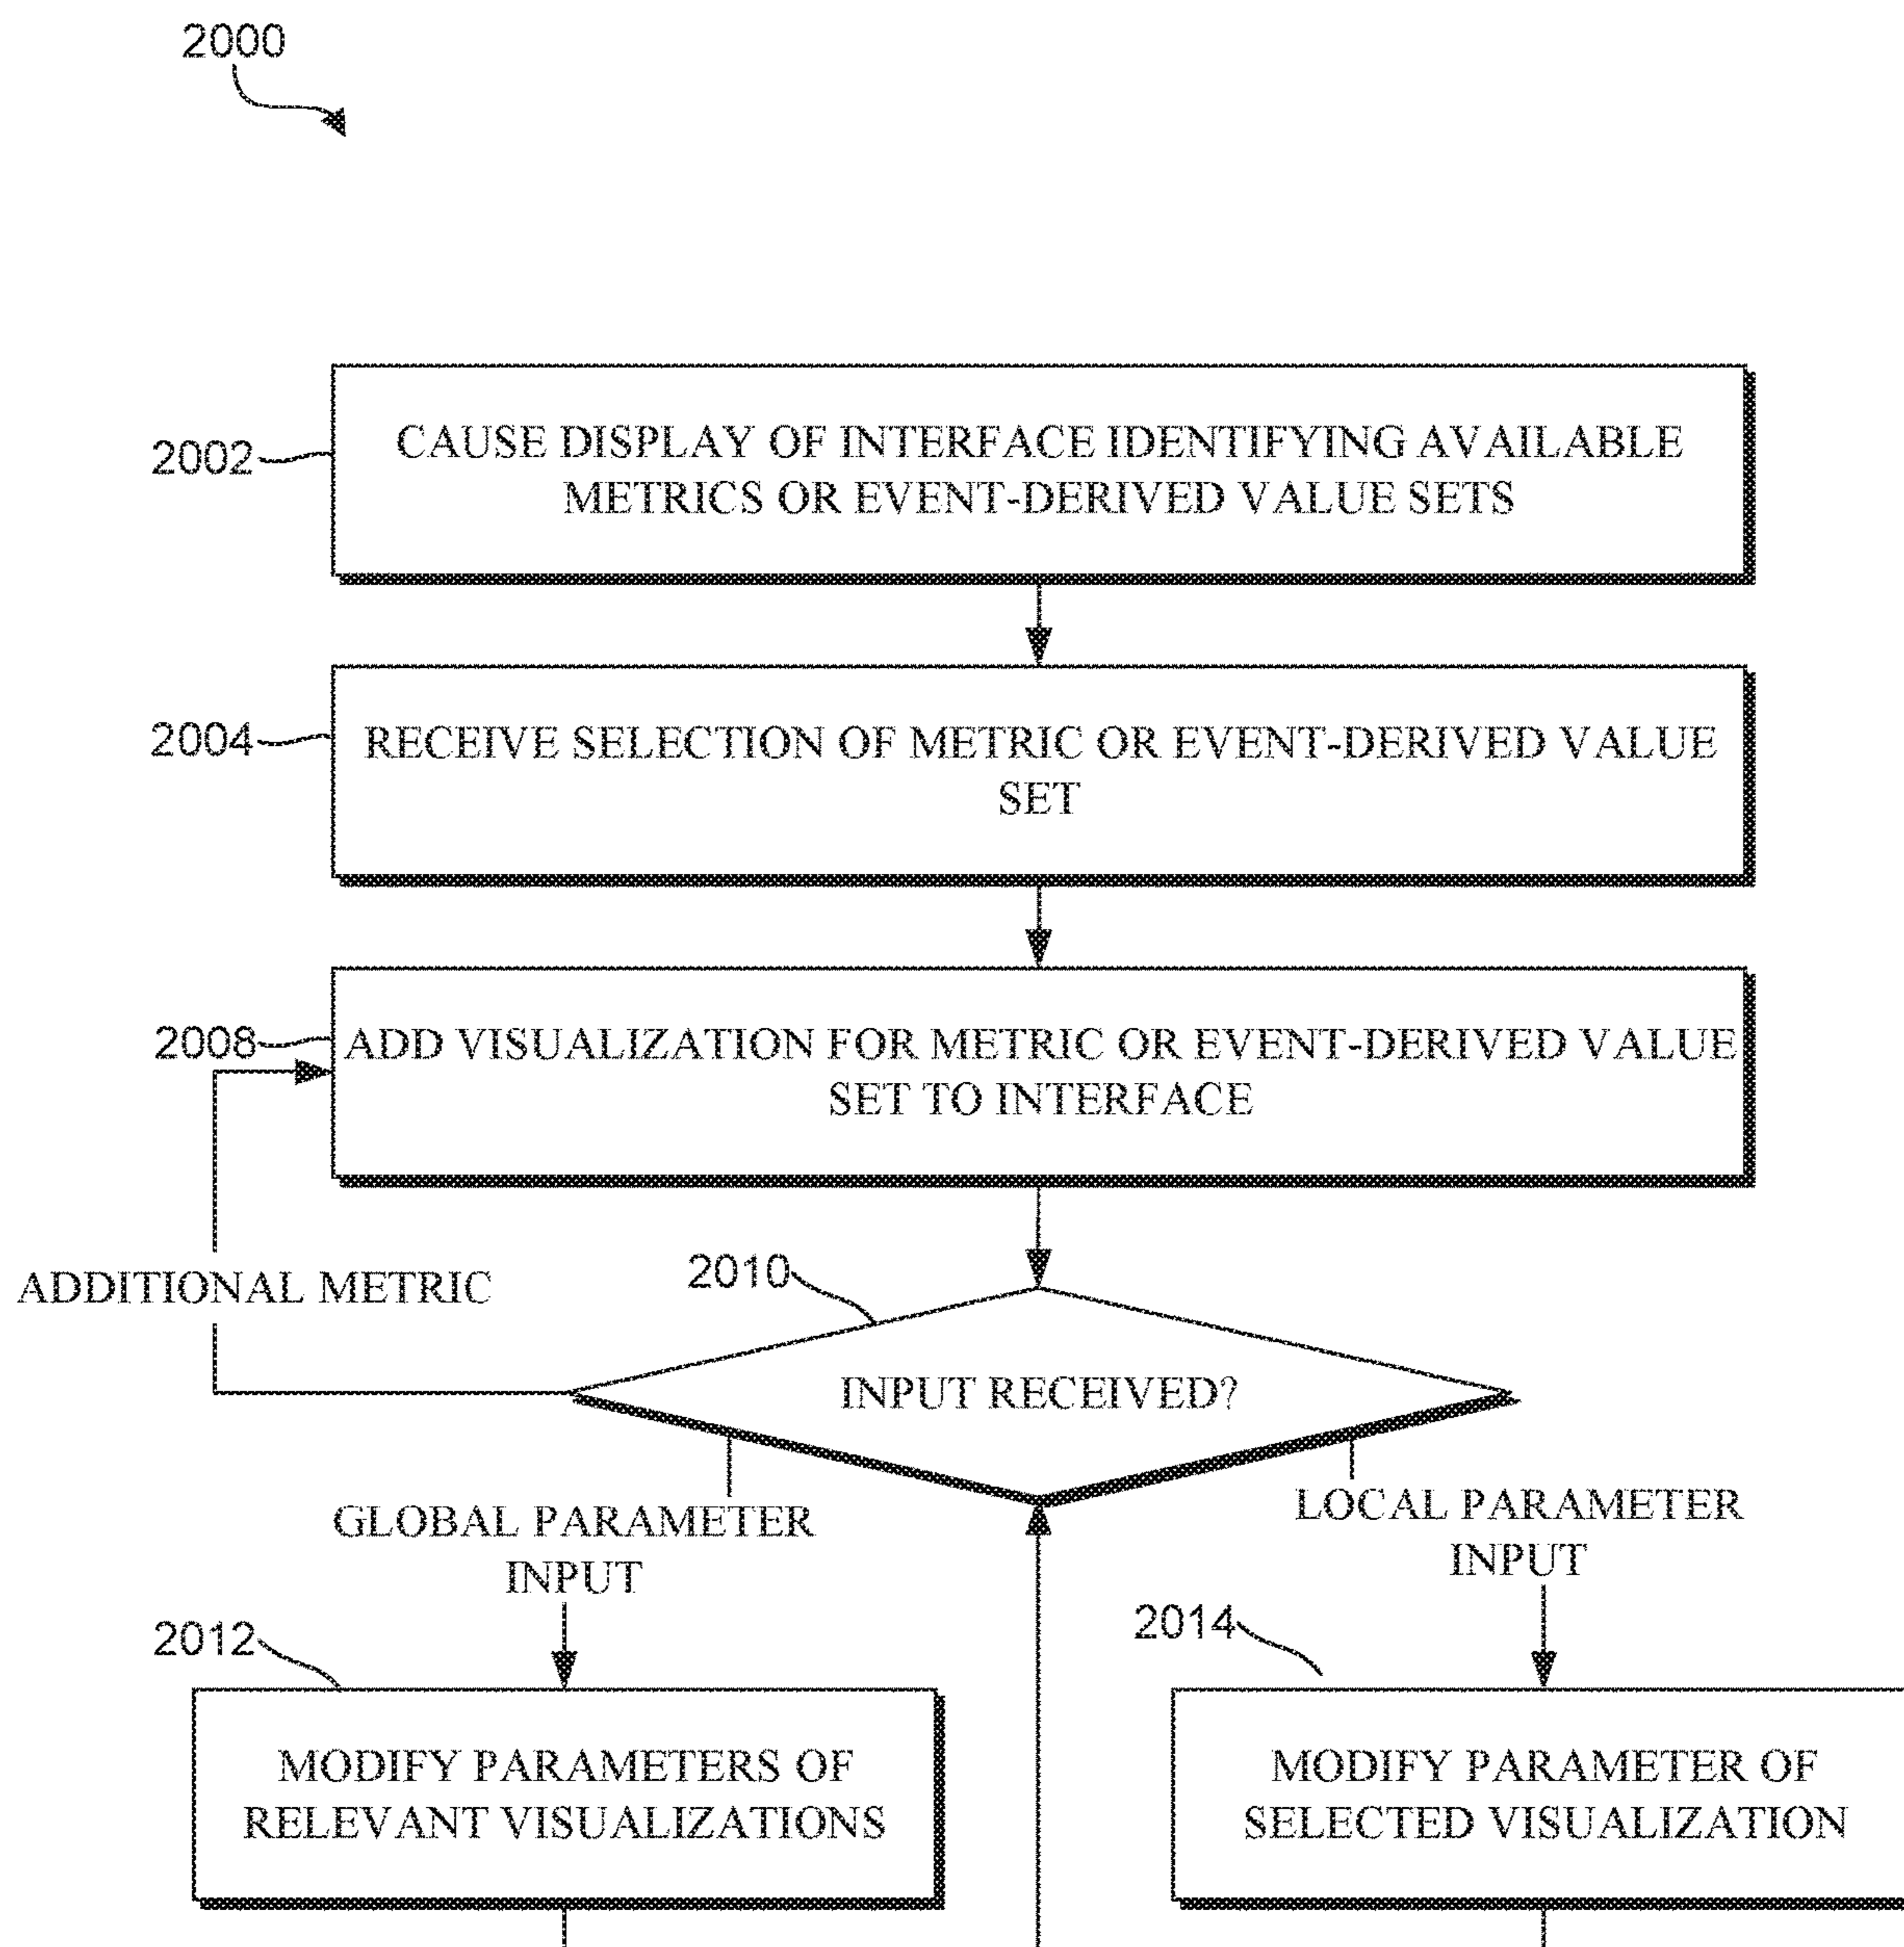 2000
2002
CAUSE DISPLAY OF INTERFACE IDENTIFYING AVAILABLE
METRICS OR EVENT-DERIVED VALUE SETS
2004
RECEIVE SELECTION OF METRIC OR EVENT-DERIVED VALUE
SET
2008
ADD VISUALIZATION FOR METRIC OR EVENT-DERIVED VALUE
SET TO INTERFACE
ADDITIONAL METRIC
2010
INPUT RECEIVED?
GLOBAL PARAMETER
INPUT
LOCAL PARAMETER
INPUT
2012
MODIFY PARAMETERS OF
RELEVANT VISUALIZATIONS
2014
MODIFY PARAMETER OF
SELECTED VISUALIZATION